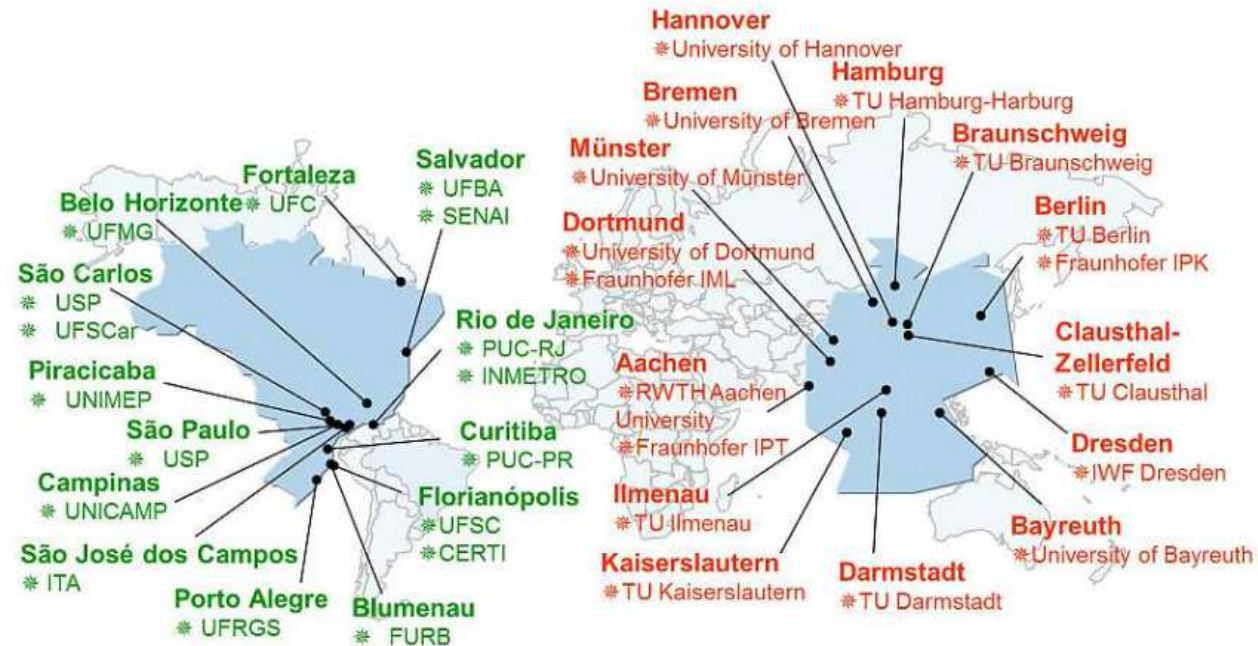 Fortaleza
✵ UFC
Salvador
✵ UFBA
✵ SENAI
Belo Horizonte
✵ UFMG
São Carlos
✵ USP
✵ UFSCar
Rio de Janeiro
✵ PUC-RJ
✵ INMETRO
Piracicaba
✵ UNIMEP
São Paulo
✵ USP
Curitiba
✵ PUC-PR
Campinas
✵ UNICAMP
Florianópolis
✵UFSC
✵CERTI
São José dos Campos
✵ ITA
Porto Alegre
✵ UFRGS
Blumenau
✵ FURB
Hannover
✵University of Hannover
Hamburg
✵TU Hamburg-Harburg
Bremen
✵University of Bremen
Braunschweig
✵TU Braunschweig
Münster
✵University of Münster
Berlin
✵TU Berlin
✵Fraunhofer IPK
Dortmund
✵University of Dortmund
✵Fraunhofer IML
Clausthal-
Zellerfeld
✵TU Clausthal
Aachen
✵RWTH Aachen
University
✵Fraunhofer IPT
Dresden
✵IWF Dresden
Ilmenau
✵TU Ilmenau
Bayreuth
✵University of Bayreuth
Kaiserslautern
✵TU Kaiserslautern
Darmstadt
✵TU Darmstadt